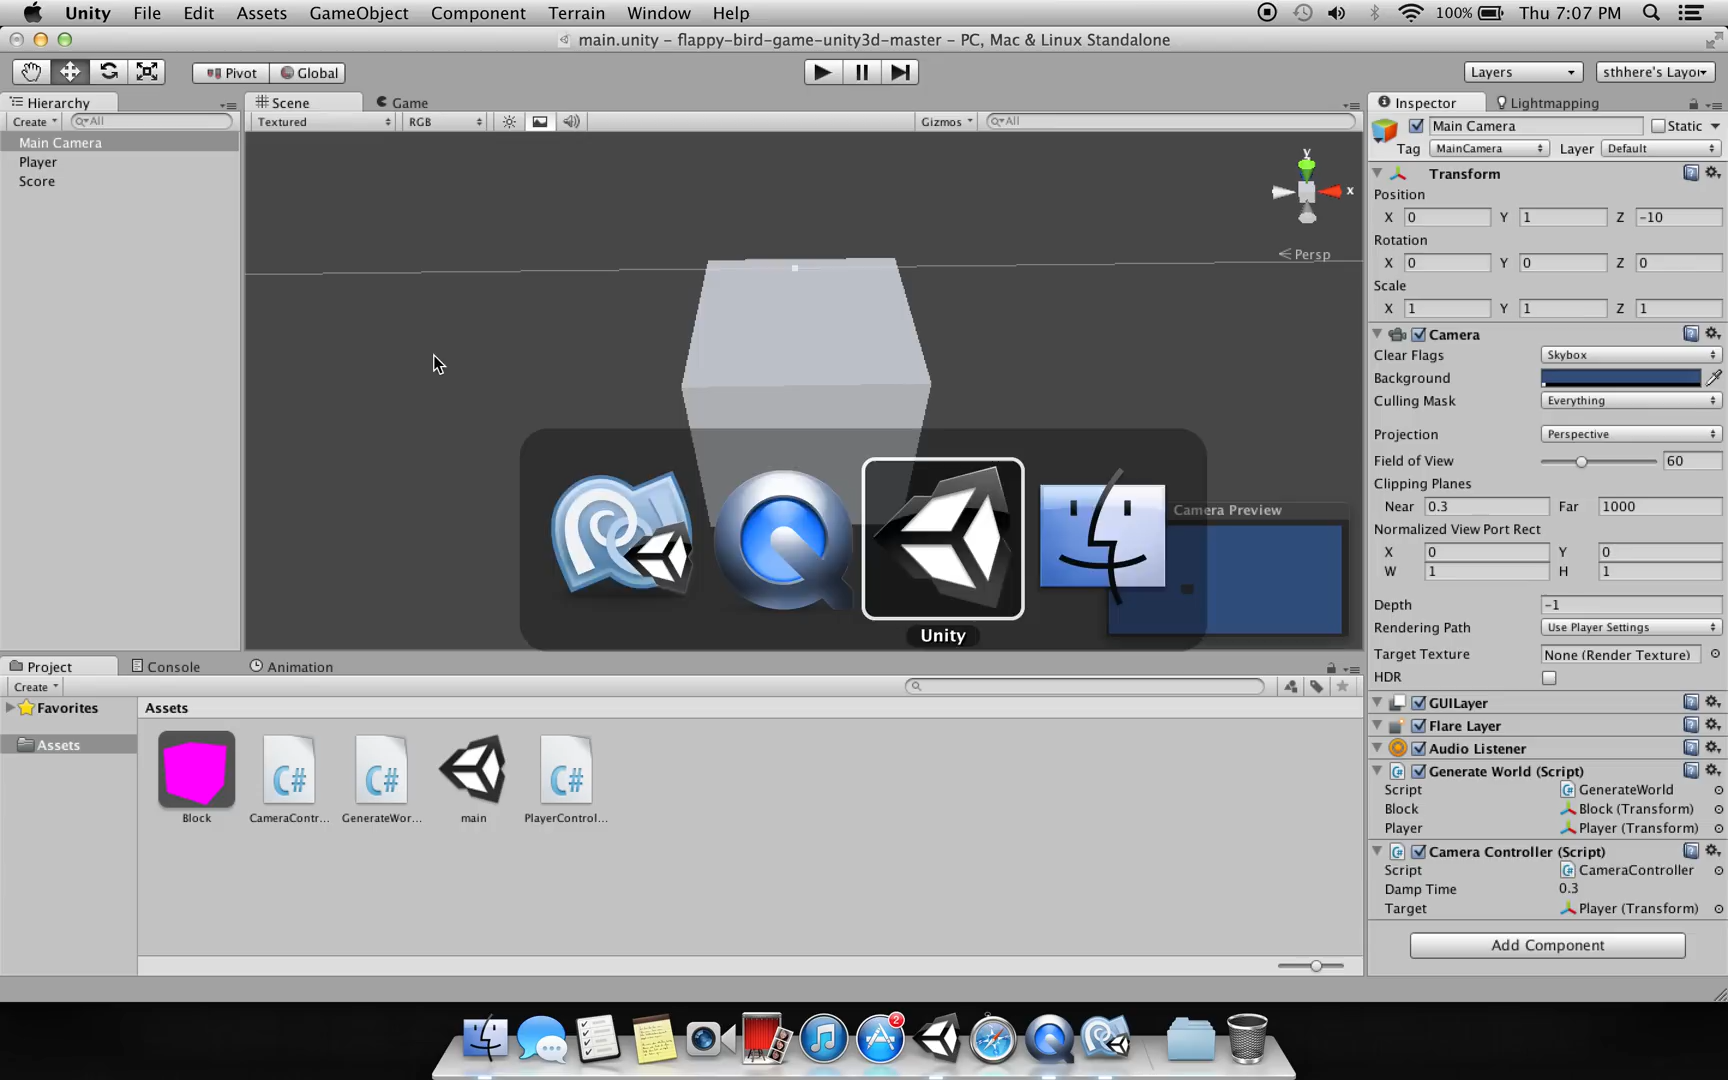 Unity File Edit Assets GameObject Component Terrain Window Help 100% Thu 7:07 PM
main.unity – flappy-bird-game-unity3d-master – PC, Mac & Linux Standalone
Pivot Global Layers sthhere's Layou
Hierarchy Scene Game Inspector Lightmapping
Create All Textured RGB Gizmos All Main Camera Static
Main Camera
Tag MainCamera Layer Default
Player
Score
y
x
Persp
Transform
Position
X 0 Y 1 Z -10
Rotation
X 0 Y 0 Z 0
Scale
X 1 Y 1 Z 1
Camera
Clear Flags Skybox
Background
Culling Mask Everything
Projection Perspective
Field of View 60
Clipping Planes
Near 0.3 Far 1000
Normalized View Port Rect
X 0 Y 0
W 1 H 1
Depth -1
Rendering Path Use Player Settings
Target Texture None (Render Texture)
HDR
GUILayer
Flare Layer
Audio Listener
Generate World (Script)
Script GenerateWorld
Block Block (Transform)
Player Player (Transform)
Camera Controller (Script)
Script CameraController
Damp Time 0.3
Target Player (Transform)
Add Component
Camera Preview
Unity
Project Console Animation
Create
Favorites
Assets
Assets
Block CameraContr... GenerateWor... main PlayerControl...
C# C# C#
2